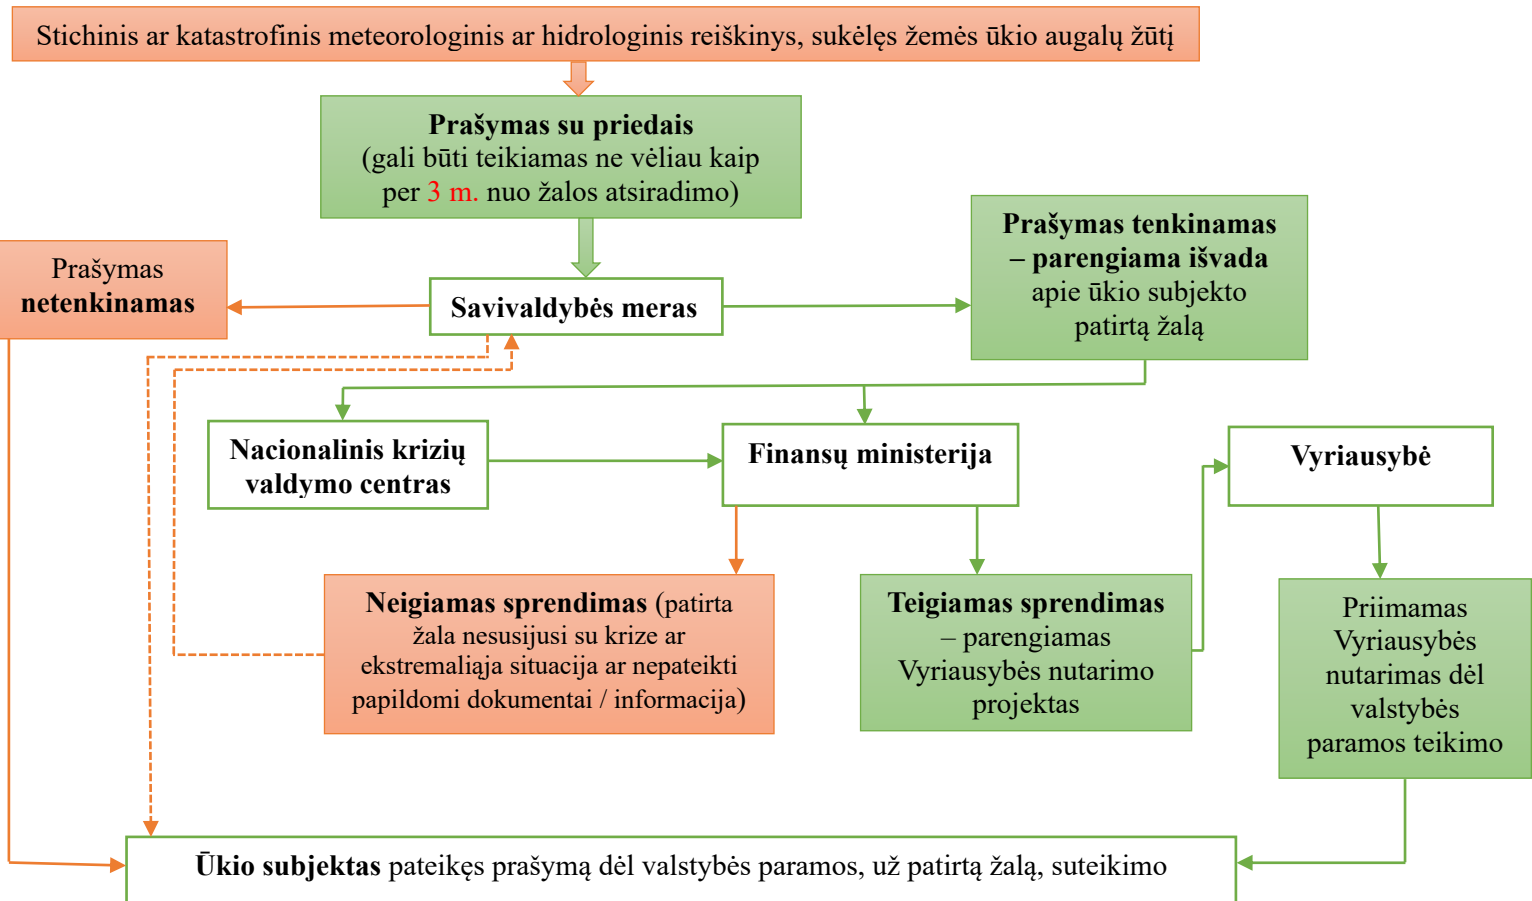 Stichinis ar katastrofinis meteorologinis ar hidrologinis reiškinys, sukėlęs žemės ūkio augalų žūtį
Prašymas su priedais
(gali būti teikiamas ne vėliau kaip
per 3 m. nuo žalos atsiradimo)
Prašymas
netenkinamas
Savivaldybės meras
Prašymas tenkinamas
– parengiama išvada
apie ūkio subjekto
patirtą žalą
Nacionalinis krizių
valdymo centras
Finansų ministerija
Vyriausybė
Neigiamas sprendimas (patirta
žala nesusijusi su krize ar
ekstremaliąja situacija ar nepateikti
papildomi dokumentai / informacija)
Teigiamas sprendimas
– parengiamas
Vyriausybės nutarimo
projektas
Priimamas
Vyriausybės
nutarimas dėl
valstybės
paramos teikimo
Ūkio subjektas pateikęs prašymą dėl valstybės paramos, už patirtą žalą, suteikimo